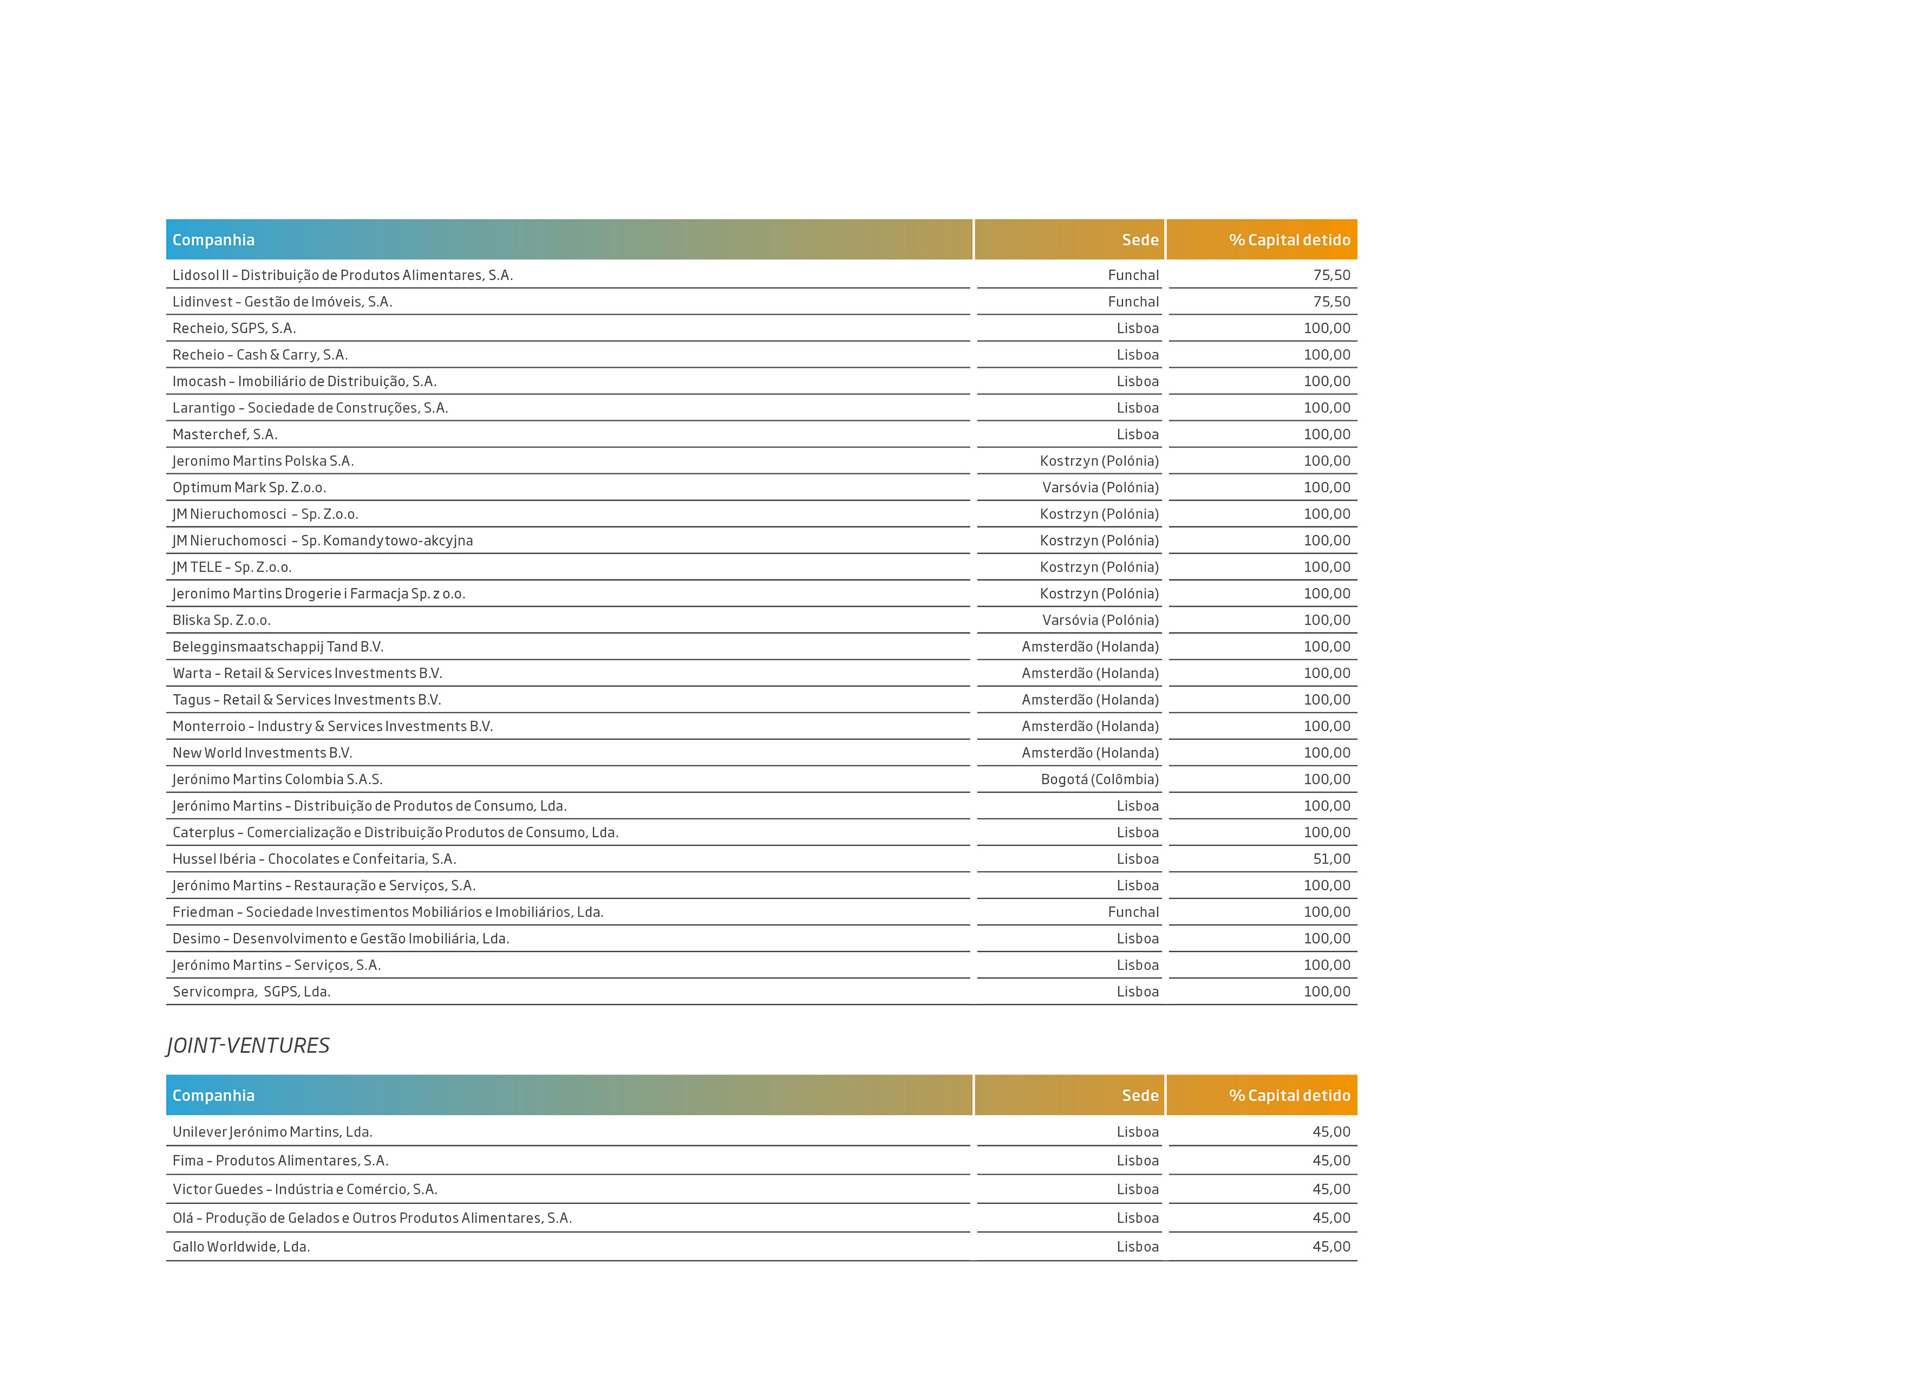 Companhia Sede % Capital detido
Lidosol II – Distribuição de Produtos Alimentares, S.A. Funchal 75,50
Lidinvest – Gestão de Imóveis, S.A. Funchal 75,50
Recheio, SGPS, S.A. Lisboa 100,00
Recheio – Cash & Carry, S.A. Lisboa 100,00
Imocash – Imobiliário de Distribuição, S.A. Lisboa 100,00
Larantigo – Sociedade de Construções, S.A. Lisboa 100,00
Masterchef, S.A. Lisboa 100,00
Jeronimo Martins Polska S.A. Kostrzyn (Polónia) 100,00
Optimum Mark Sp. Z.o.o. Varsóvia (Polónia) 100,00
JM Nieruchomosci – Sp. Z.o.o. Kostrzyn (Polónia) 100,00
JM Nieruchomosci – Sp. Komandytowo-akcyjna Kostrzyn (Polónia) 100,00
JM TELE – Sp. Z.o.o. Kostrzyn (Polónia) 100,00
Jeronimo Martins Drogerie i Farmacja Sp. z o.o. Kostrzyn (Polónia) 100,00
Bliska Sp. Z.o.o. Varsóvia (Polónia) 100,00
Belegginsmaatschappij Tand B.V. Amsterdão (Holanda) 100,00
Warta – Retail & Services Investments B.V. Amsterdão (Holanda) 100,00
Tagus – Retail & Services Investments B.V. Amsterdão (Holanda) 100,00
Monterroio – Industry & Services Investments B.V. Amsterdão (Holanda) 100,00
New World Investments B.V. Amsterdão (Holanda) 100,00
Jerónimo Martins Colombia S.A.S. Bogotá (Colômbia) 100,00
Jerónimo Martins – Distribuição de Produtos de Consumo, Lda. Lisboa 100,00
Caterplus – Comercialização e Distribuição Produtos de Consumo, Lda. Lisboa 100,00
Hussel Ibéria – Chocolates e Confeitaria, S.A. Lisboa 51,00
Jerónimo Martins – Restauração e Serviços, S.A. Lisboa 100,00
Friedman – Sociedade Investimentos Mobiliários e Imobiliários, Lda. Funchal 100,00
Desimo – Desenvolvimento e Gestão Imobiliária, Lda. Lisboa 100,00
Jerónimo Martins – Serviços, S.A. Lisboa 100,00
Servicompra, SGPS, Lda. Lisboa 100,00
JOINT-VENTURES
Companhia Sede % Capital detido
Unilever Jerónimo Martins, Lda. Lisboa 45,00
Fima – Produtos Alimentares, S.A. Lisboa 45,00
Victor Guedes – Indústria e Comércio, S.A. Lisboa 45,00
Olá – Produção de Gelados e Outros Produtos Alimentares, S.A. Lisboa 45,00
Gallo Worldwide, Lda. Lisboa 45,00